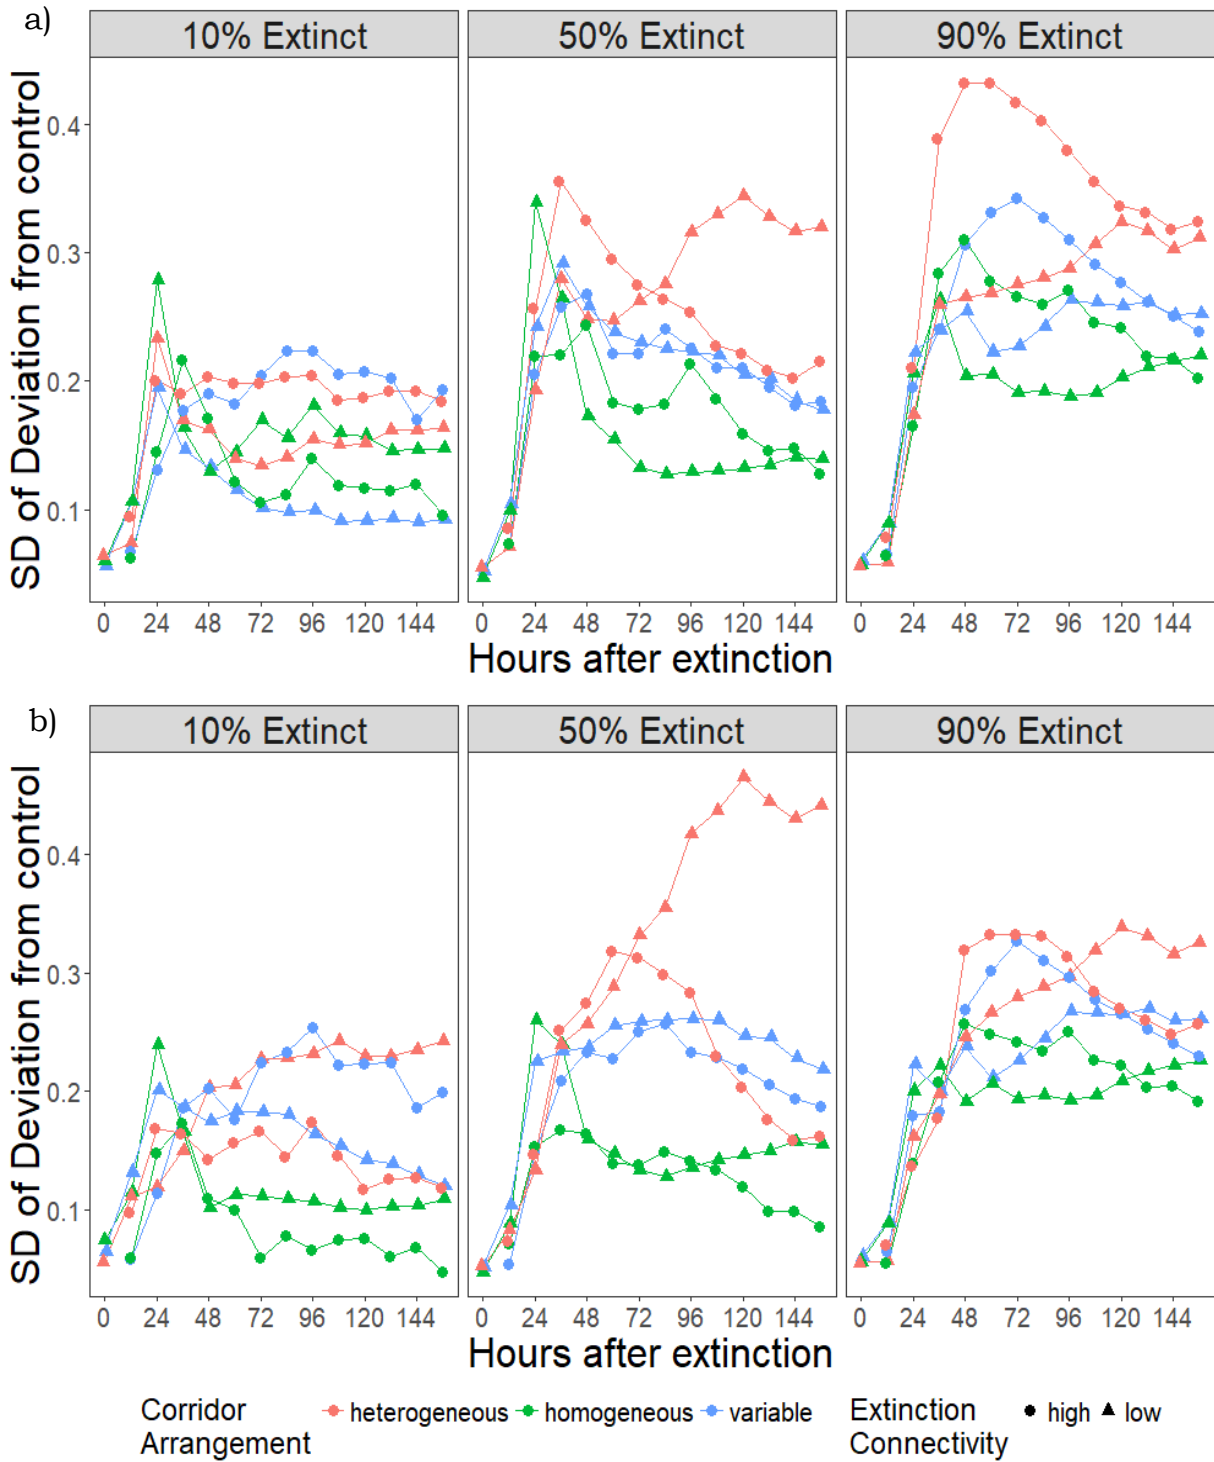 a)
10% Extinct 50% Extinct 90% Extinct
SD of Deviation from control
0.4
0.3
0.2
0.1
0 24 48 72 96 120 144 0 24 48 72 96 120 144 0 24 48 72 96 120 144
Hours after extinction
b)
10% Extinct 50% Extinct 90% Extinct
SD of Deviation from control
0.4
0.3
0.2
0.1
0 24 48 72 96 120 144 0 24 48 72 96 120 144 0 24 48 72 96 120 144
Hours after extinction
Corridor Arrangement heterogeneous homogeneous variable Extinction Connectivity high low